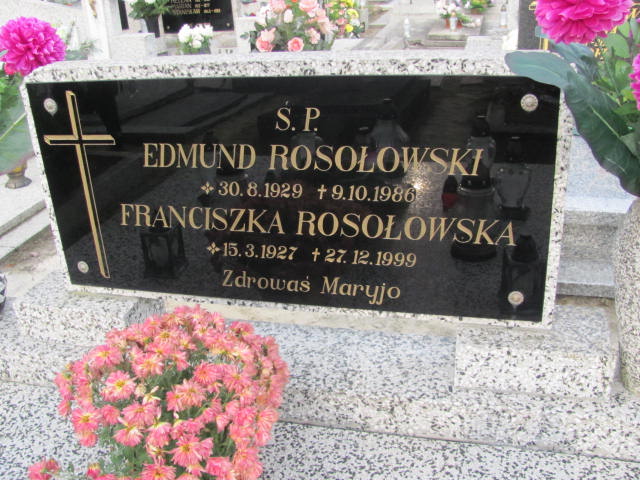 Ś. P.
EDMUND ROSOŁOWSKI
✥ 30.8.1929 ✝ 9.10.1986
FRANCISZKA ROSOŁOWSKA
✥ 15.3.1927 ✝ 27.12.1999
Zdrowaś Maryjo